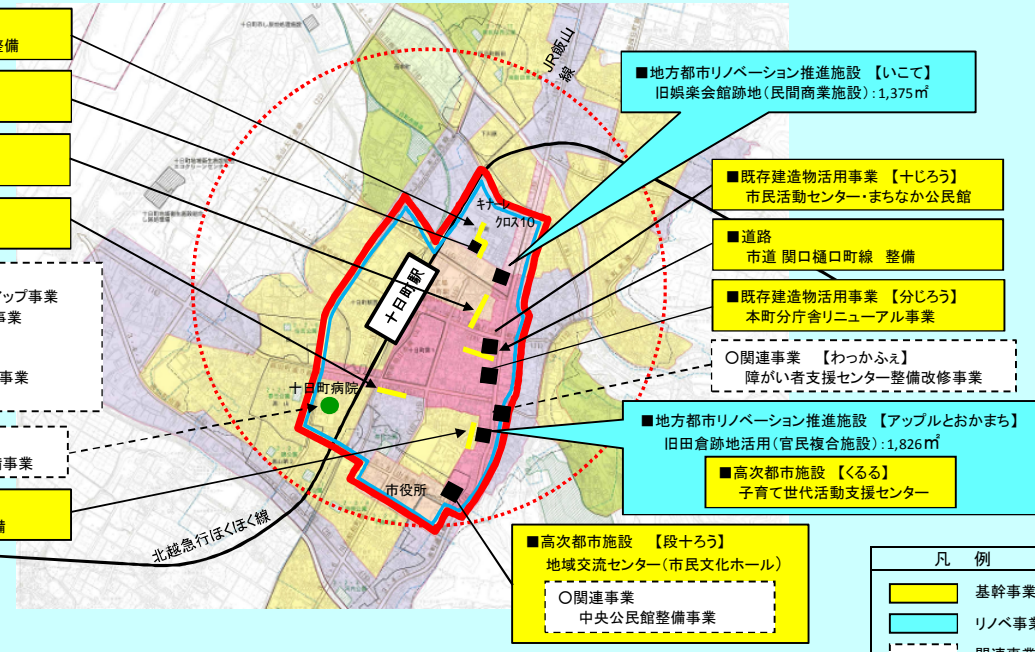 整備
ップ事業
事業
事業
備事業
備
JR飯山線
キナーレ
クロス10
十日町駅
十日町病院
市役所
北越急行ほくほく線
■地方都市リノベーション推進施設 【いこて】
旧娯楽会館跡地(民間商業施設):1,375㎡
■既存建造物活用事業 【十じろう】
市民活動センター・まちなか公民館
■道路
市道 関口樋口町線 整備
■既存建造物活用事業 【分じろう】
本町分庁舎リニューアル事業
○関連事業 【わっかふぇ】
障がい者支援センター整備改修事業
■地方都市リノベーション推進施設 【アップルとおかまち】
旧田倉跡地活用(官民複合施設):1,826㎡
■高次都市施設 【くるる】
子育て世代活動支援センター
■高次都市施設 【段十ろう】
地域交流センター(市民文化ホール)
○関連事業
中央公民館整備事業
凡 例
基幹事業
リノベ事業
関連事業